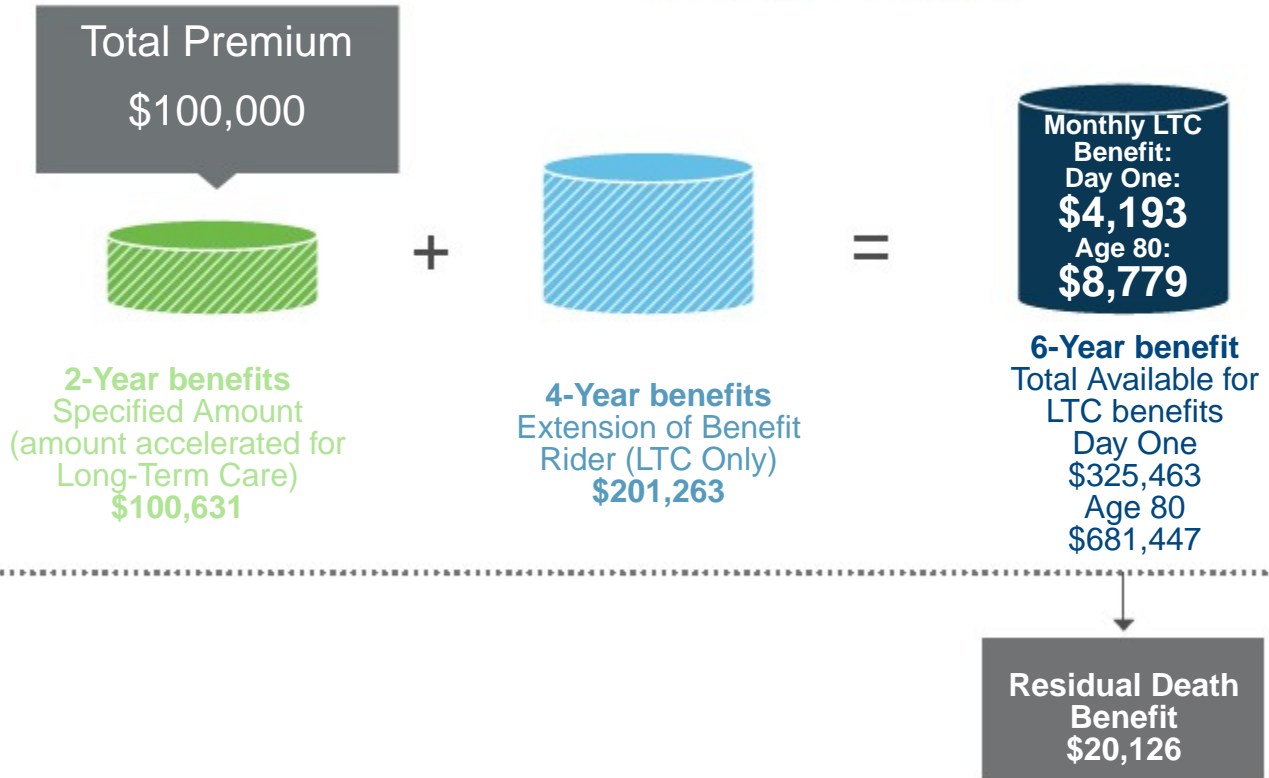 Total Premium
$100,000
+
=
Monthly LTC
Benefit:
Day One:
$4,193
Age 80:
$8,779
2-Year benefits
Specified Amount
(amount accelerated for
Long-Term Care)
$100,631
4-Year benefits
Extension of Benefit
Rider (LTC Only)
$201,263
6-Year benefit
Total Available for
LTC benefits
Day One
$325,463
Age 80
$681,447
Residual Death
Benefit
$20,126